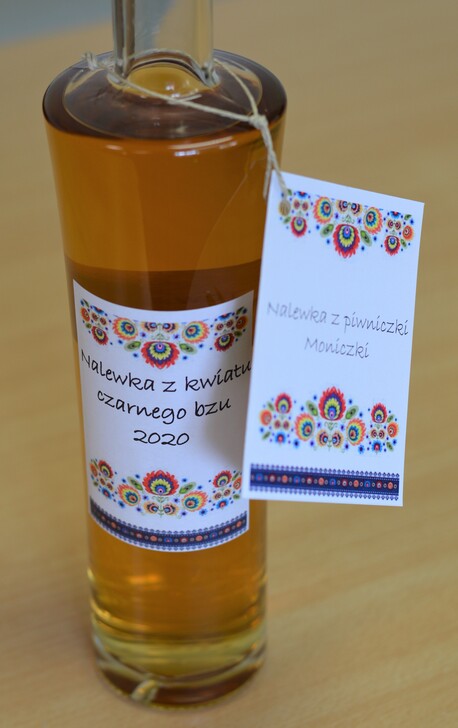 Nalewka z kwiatu
czarnego bzu
2020
Nalewka z piwniczki
Moniczki